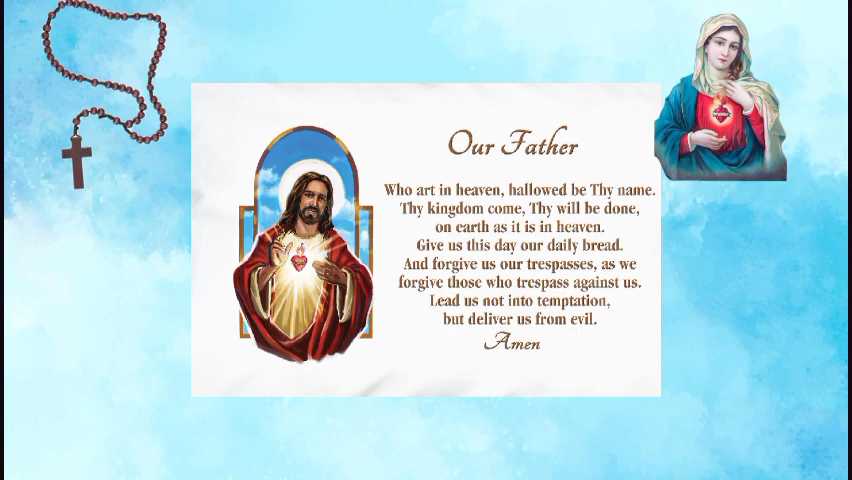 Our Father
Who art in heaven, hallowed be Thy name.
Thy kingdom come, Thy will be done,
on earth as it is in heaven.
Give us this day our daily bread.
And forgive us our trespasses, as we
forgive those who trespass against us.
Lead us not into temptation,
but deliver us from evil.
Amen